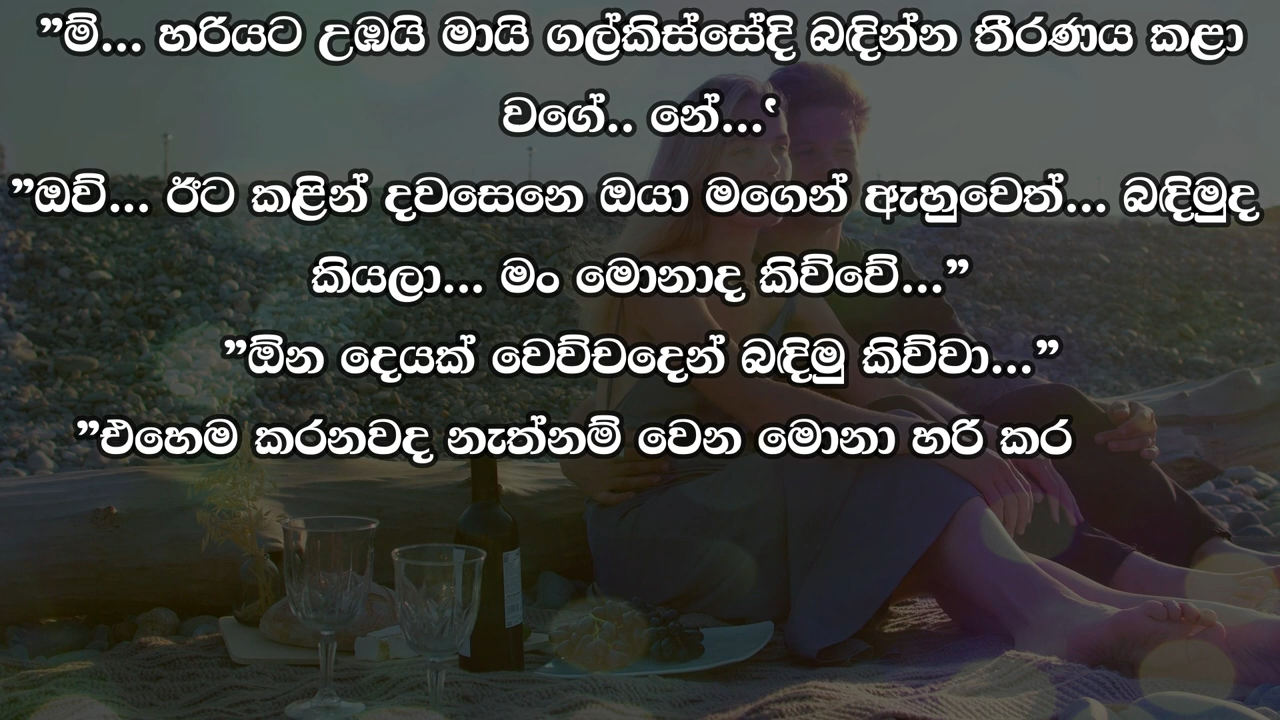 ”ම්... හරියට උඹයි මායි ගල්කිස්සේදි බඳින්න තීරණය කළා
වගේ.. නේ...‛
”ඔව්... ඊට කළින් දවසෙනෙ ඔයා මගෙන් ඇහුවෙත්... බඳිමුද
කියලා... මං මොනාද කිව්වේ...”
”ඕන දෙයක් වෙච්චදෙන් බඳිමු කිව්වා...”
”එහෙම කරනවද නැත්නම් වෙන මොනා හරි කර